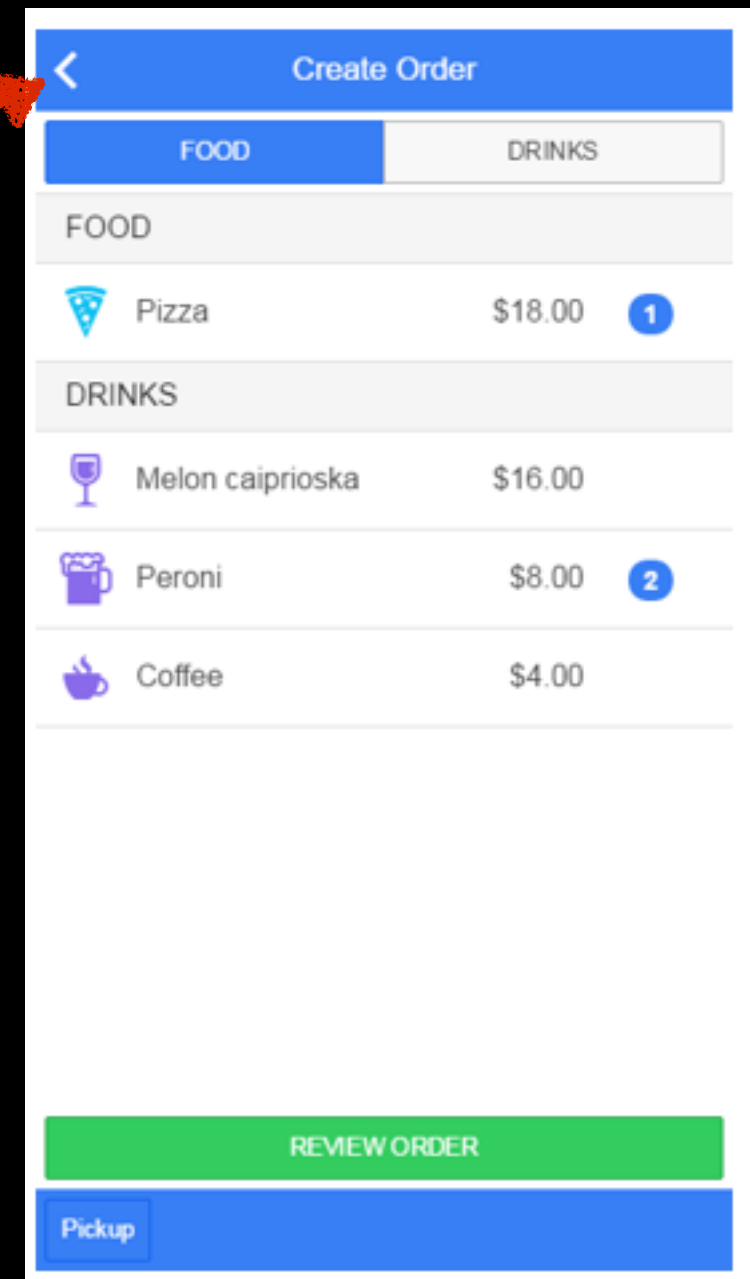 Create Order
FOOD DRINKS
FOOD
Pizza $18.00 1
DRINKS
Melon caiprioska $16.00
Peroni $8.00 2
Coffee $4.00
REVIEW ORDER
Pickup